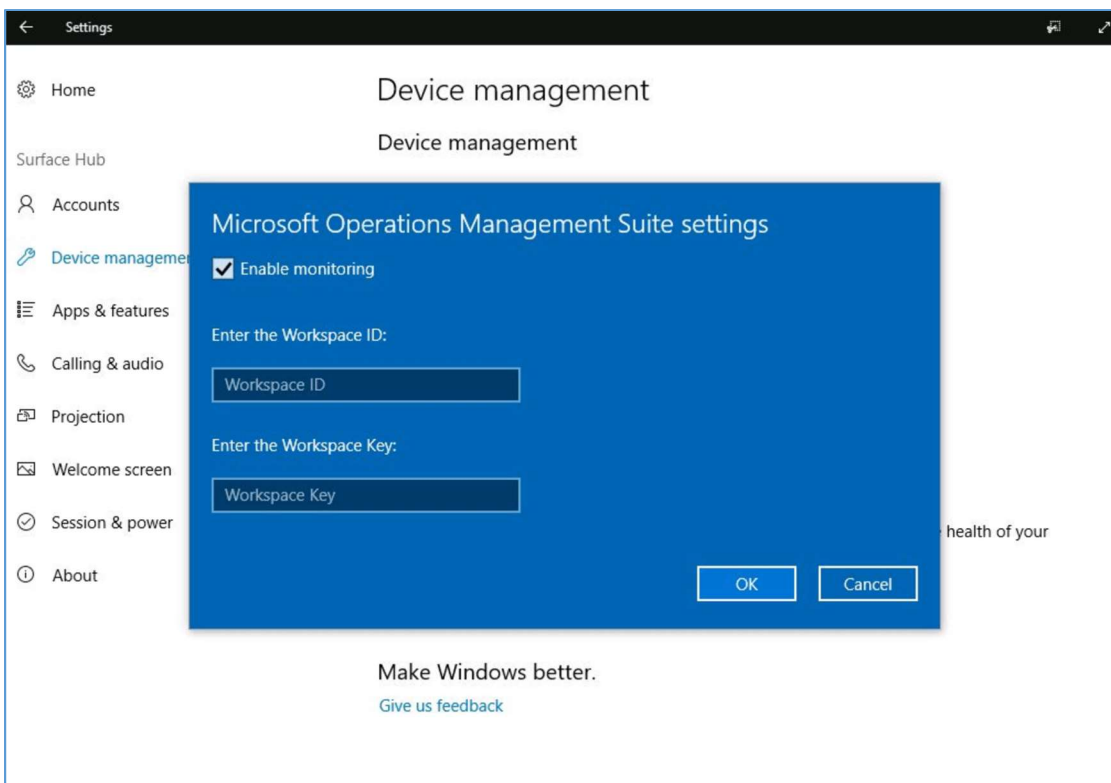 Settings
Home
Surface Hub
Accounts
Device manageme
Apps & features
Calling & audio
Projection
Welcome screen
Session & power
About
Device management
Device management
Microsoft Operations Management Suite settings
Enable monitoring
Enter the Workspace ID:
Workspace ID
Enter the Workspace Key:
Workspace Key
OK
Cancel
health of your
Make Windows better.
Give us feedback